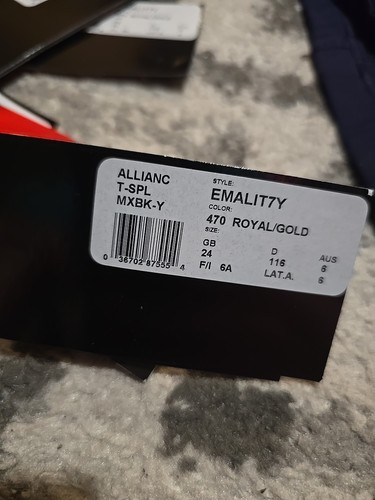 ALLIANC
T-SPL
MXBK-Y
0 36702 87555 4
STYLE:
EMALIT7Y
COLOR:
470 ROYAL/GOLD
SIZE:
GB D AUS
24 116 6
F/I 6A LAT.A. 6